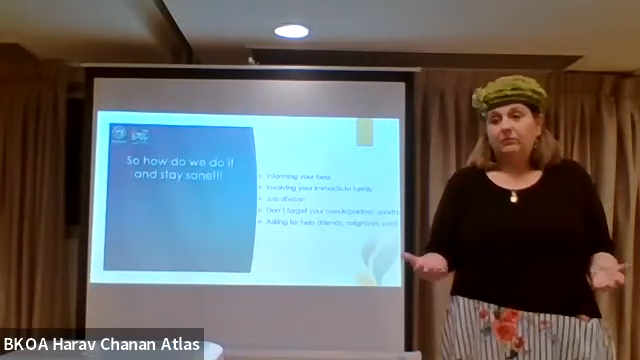 So how do we do it
and stay sane!!!
Informing your boss
Involving your immediate family
Job division
Don't forget your needs(partner, sports)
Asking for help (friends, neighbors, pay)
BKOA Harav Chanan Atlas